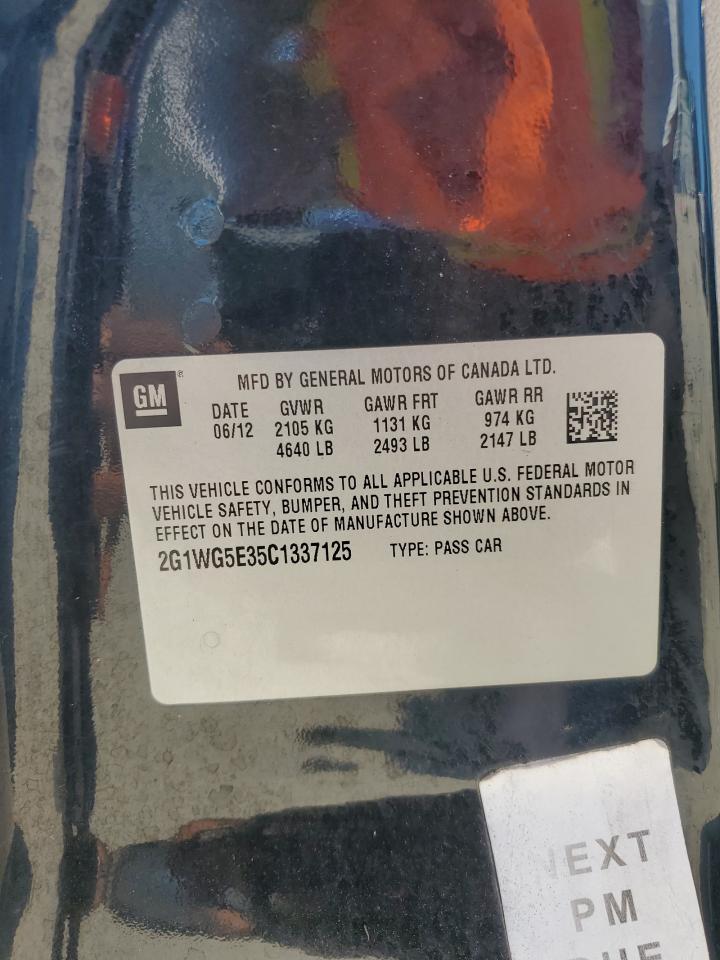 GM®
MFD BY GENERAL MOTORS OF CANADA LTD.
DATE GVWR GAWR FRT GAWR RR
06/12 2105 KG 1131 KG 974 KG
4640 LB 2493 LB 2147 LB
THIS VEHICLE CONFORMS TO ALL APPLICABLE U.S. FEDERAL MOTOR
VEHICLE SAFETY, BUMPER, AND THEFT PREVENTION STANDARDS IN
EFFECT ON THE DATE OF MANUFACTURE SHOWN ABOVE.
2G1WG5E35C1337125 TYPE: PASS CAR
NEXT
PM